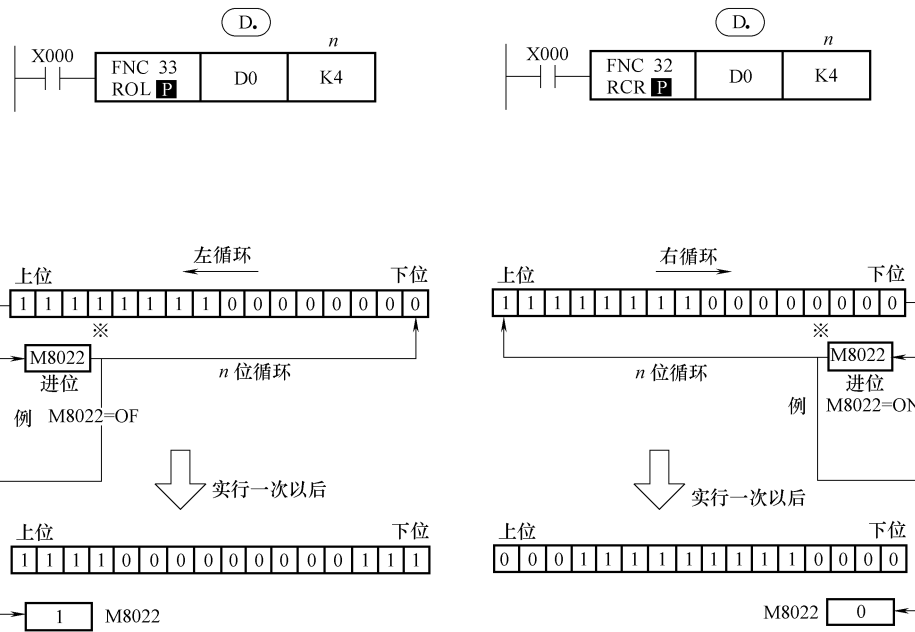 D.
n
X000
FNC 33
ROL P
D0
K4
D.
n
X000
FNC 32
RCR P
D0
K4
左循环
上位
下位
1 1 1 1 1 1 1 1 0 0 0 0 0 0 0 0
※
M8022
进位
n 位循环
例 M8022=OF
实行一次以后
上位
下位
1 1 1 1 0 0 0 0 0 0 0 0 0 1 1 1
1 M8022
右循环
上位
下位
1 1 1 1 1 1 1 1 0 0 0 0 0 0 0 0
※
M8022
进位
n 位循环
例 M8022=ON
实行一次以后
上位
下位
0 0 0 1 1 1 1 1 1 1 1 1 0 0 0 0
M8022 0